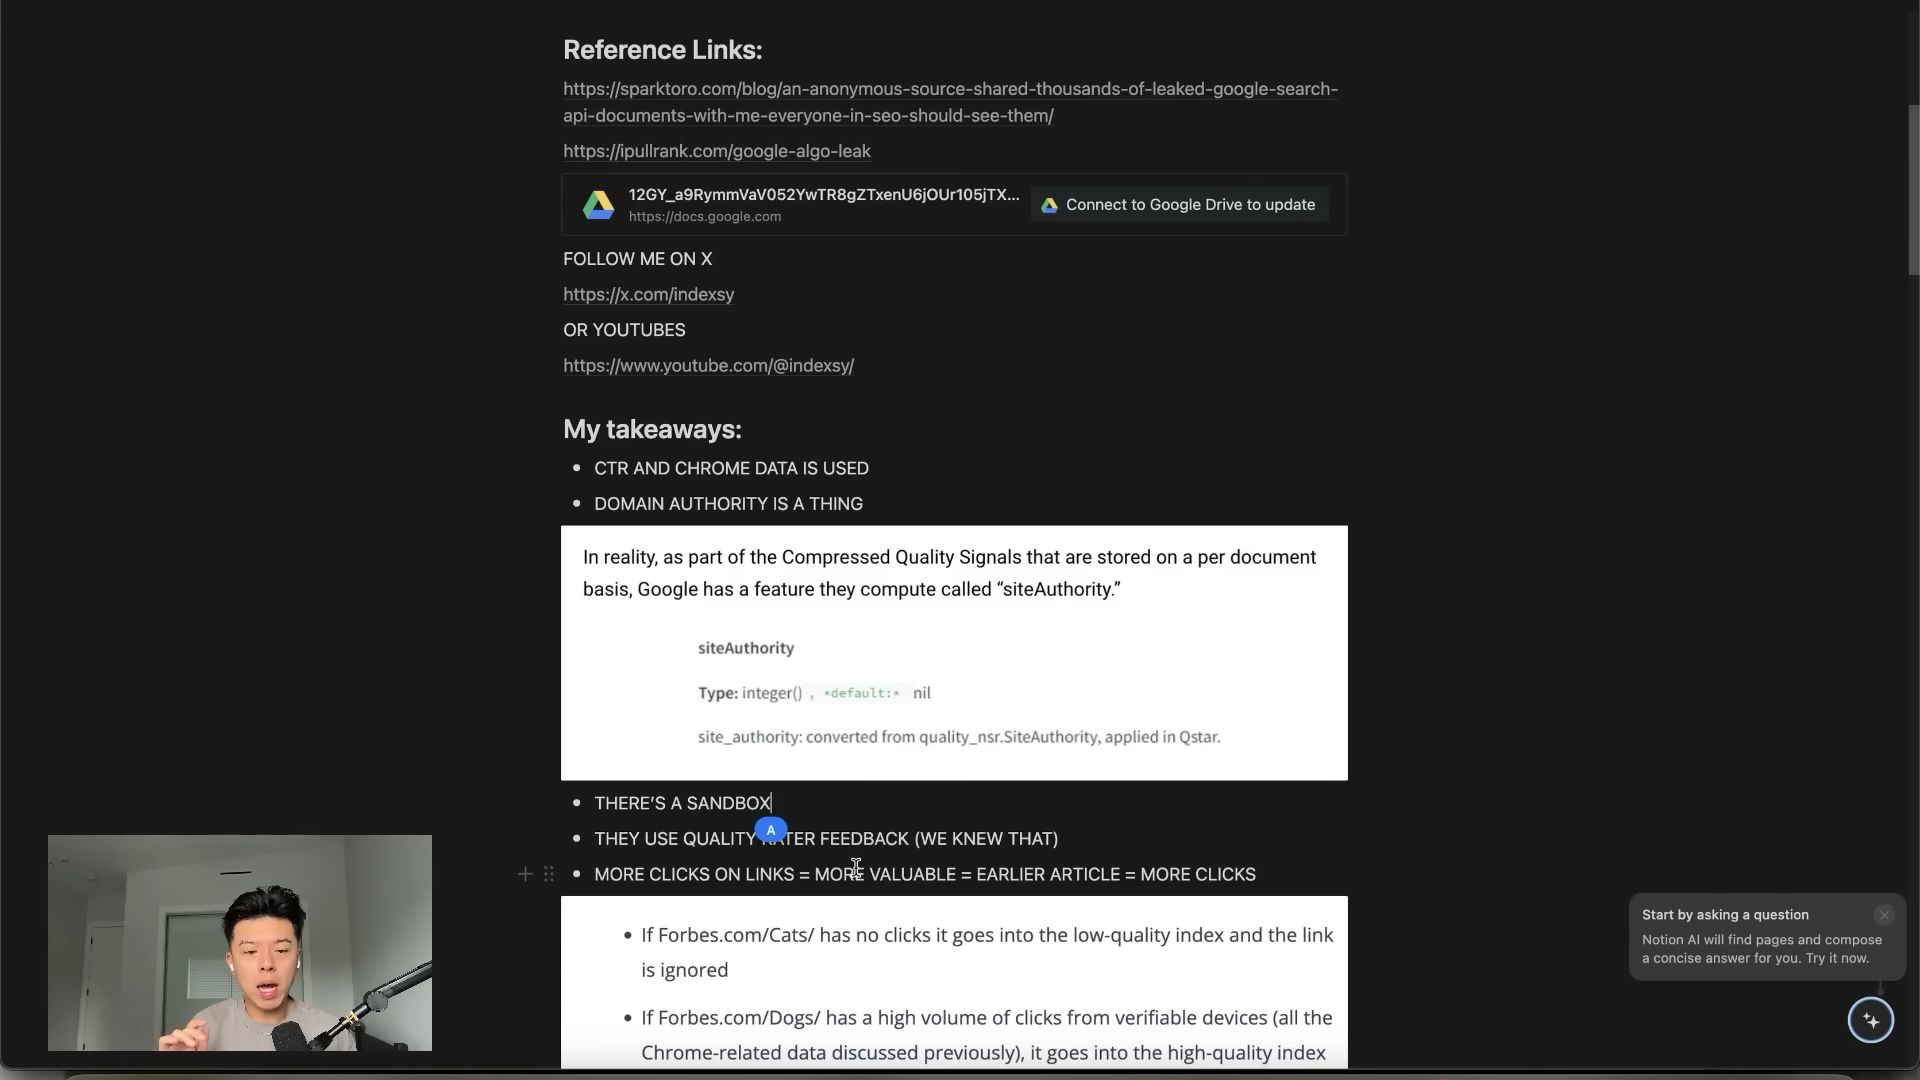 Reference Links:
https://sparktoro.com/blog/an-anonymous-source-shared-thousands-of-leaked-google-search-
api-documents-with-me-everyone-in-seo-should-see-them/
https://ipullrank.com/google-algo-leak
12GY_a9RymmVaV052YwTR8gZTxenU6jOUr105jTX...
https://docs.google.com
Connect to Google Drive to update
FOLLOW ME ON X
https://x.com/indexsy
OR YOUTUBES
https://www.youtube.com/@indexsy/
My takeaways:
• CTR AND CHROME DATA IS USED
• DOMAIN AUTHORITY IS A THING
In reality, as part of the Compressed Quality Signals that are stored on a per document
basis, Google has a feature they compute called “siteAuthority.”
siteAuthority
Type: integer() , *default:* nil
site_authority: converted from quality_nsr.SiteAuthority, applied in Qstar.
• THERE’S A SANDBOX
A
• THEY USE QUALITY RATER FEEDBACK (WE KNEW THAT)
• MORE CLICKS ON LINKS = MORE VALUABLE = EARLIER ARTICLE = MORE CLICKS
• If Forbes.com/Cats/ has no clicks it goes into the low-quality index and the link
is ignored
• If Forbes.com/Dogs/ has a high volume of clicks from verifiable devices (all the
Chrome-related data discussed previously), it goes into the high-quality index
Start by asking a question
Notion AI will find pages and compose
a concise answer for you. Try it now.